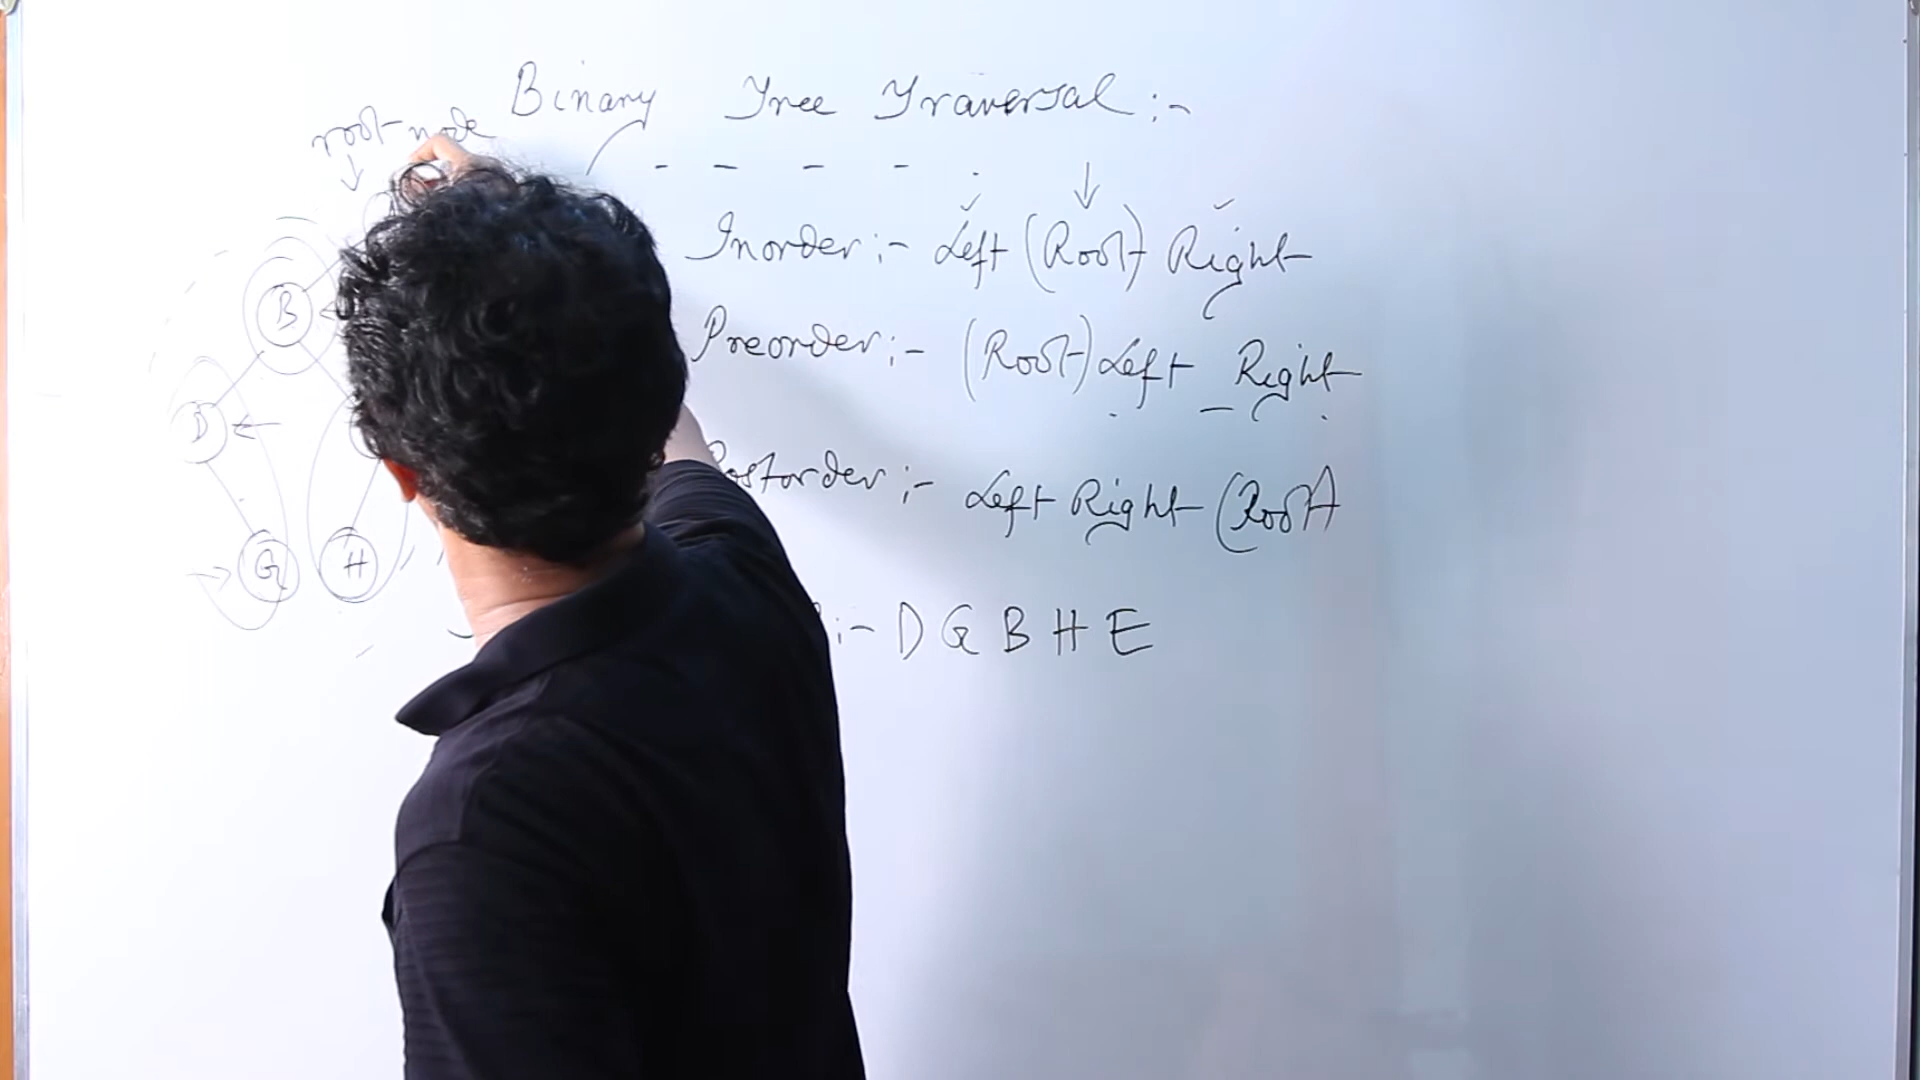 Binary Tree Traversal :-
root node
Inorder :- Left (Root) Right
B
Preorder :- (Root) Left Right
D
Postorder :- Left Right (Root)
G H
:- D G B H E